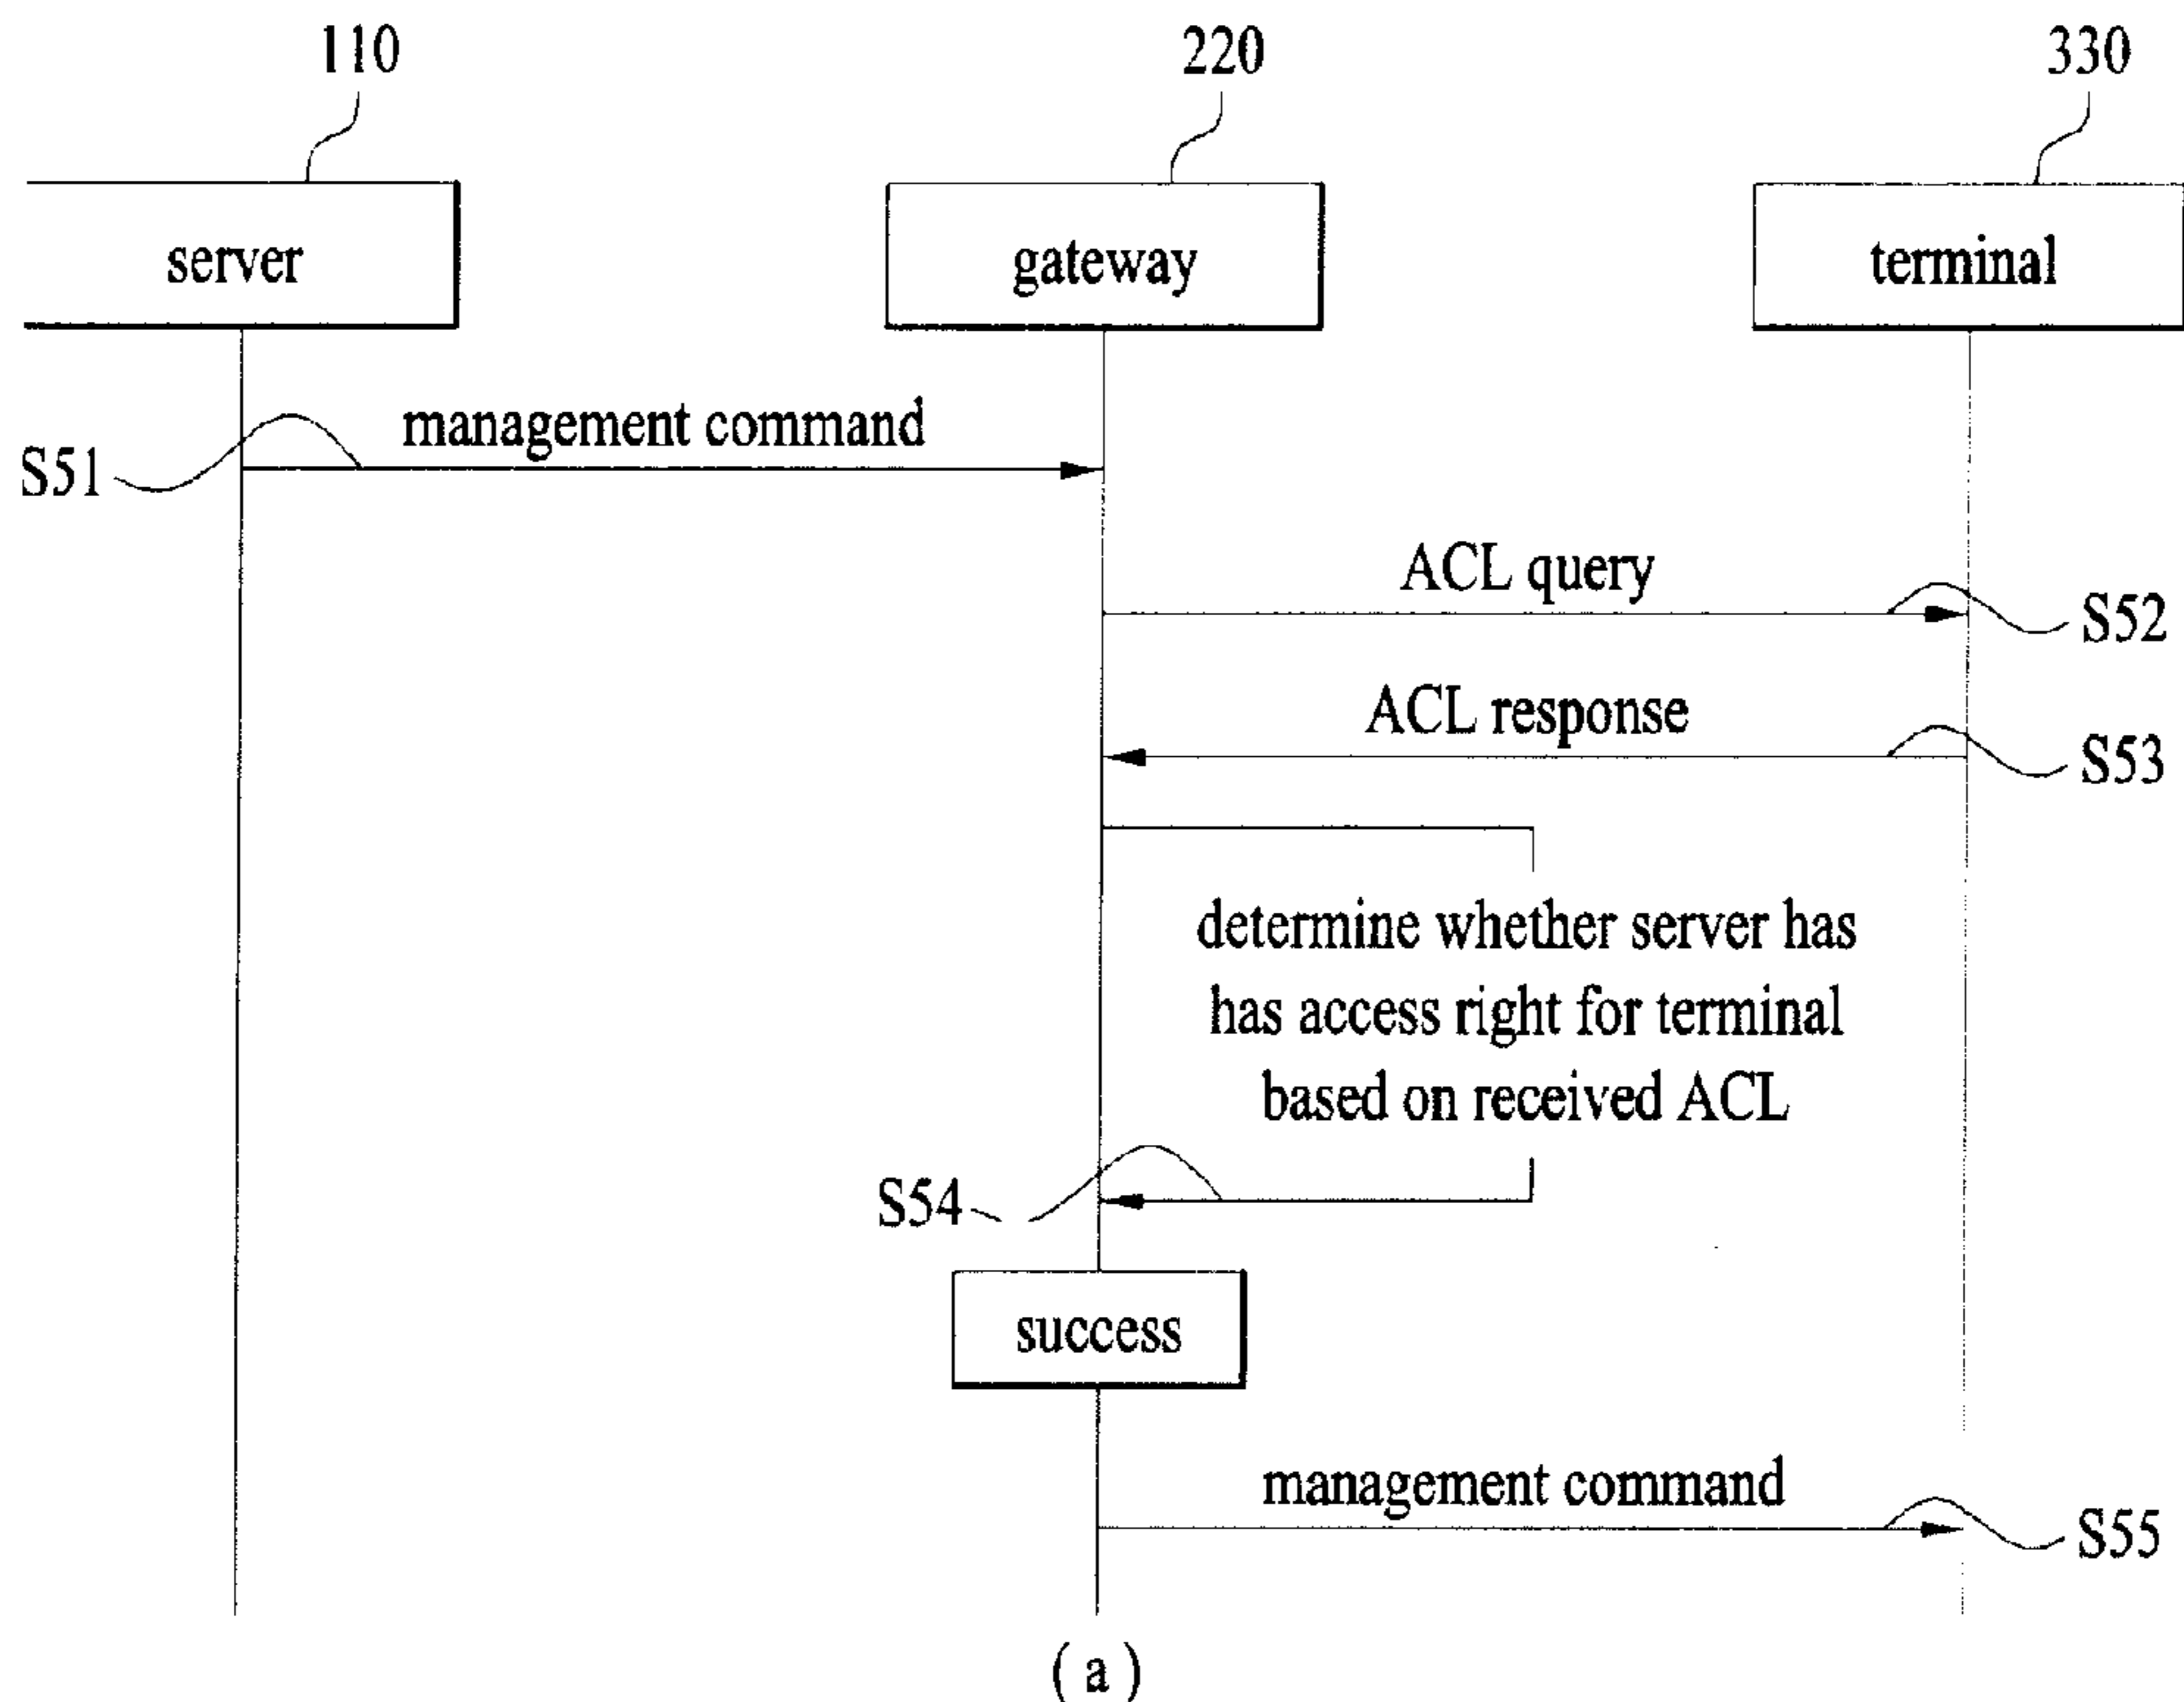 110
220
330
server
gateway
terminal
management command
S51
ACL query
S52
ACL response
S53
determine whether server has
has access right for terminal
based on received ACL
S54
success
management command
S55
( a )